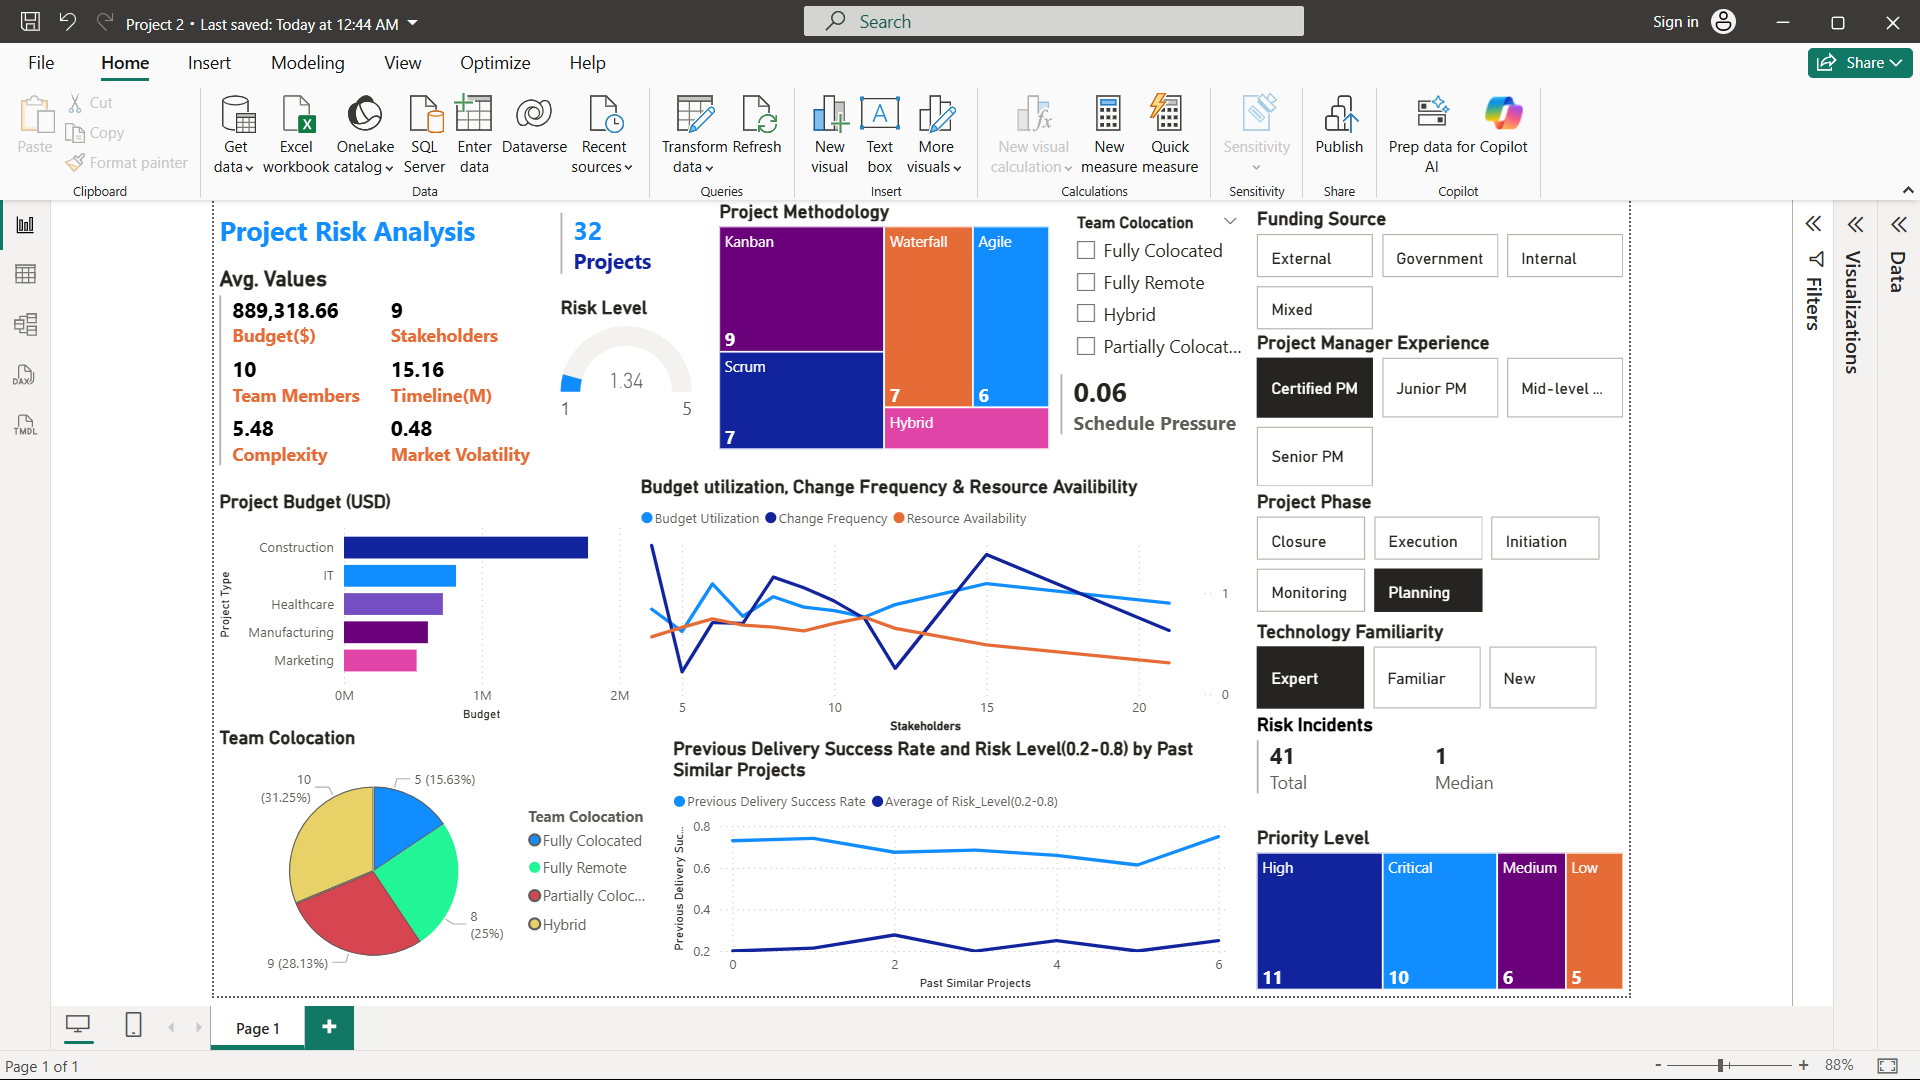 Project 2 • Last saved: Today at 12:44 AM
Search
Sign in
File
Home
Insert
Modeling
View
Optimize
Help
Share
Paste
Cut
Copy
Format painter
Clipboard
Get data
Excel workbook
OneLake catalog
SQL Server
Enter data
Dataverse
Recent sources
Data
Transform data
Refresh
Queries
New visual
Text box
More visuals
Insert
New visual calculation
New measure
Quick measure
Calculations
Sensitivity
Sensitivity
Publish
Share
Prep data for AI
Copilot
Copilot
DAX
TMDL
Project Risk Analysis
32
Projects
Avg. Values
889,318.66
Budget($)
9
Stakeholders
10
Team Members
15.16
Timeline(M)
5.48
Complexity
0.48
Market Volatility
Risk Level
1.34
1
5
Project Methodology
Kanban
9
Scrum
7
Waterfall
7
Agile
6
Hybrid
Team Colocation
Fully Colocated
Fully Remote
Hybrid
Partially Colocat...
0.06
Schedule Pressure
Funding Source
External
Government
Internal
Mixed
Project Manager Experience
Certified PM
Junior PM
Mid-level ...
Senior PM
Project Phase
Closure
Execution
Initiation
Monitoring
Planning
Technology Familiarity
Expert
Familiar
New
Risk Incidents
41
Total
1
Median
Priority Level
High
11
Critical
10
Medium
6
Low
5
Project Budget (USD)
Project Type
Construction
IT
Healthcare
Manufacturing
Marketing
0M
1M
2M
Budget
Budget utilization, Change Frequency & Resource Availibility
Budget Utilization
Change Frequency
Resource Availability
1
0
5
10
15
20
Stakeholders
Team Colocation
10
(31.25%)
5 (15.63%)
8
(25%)
9 (28.13%)
Team Colocation
Fully Colocated
Fully Remote
Partially Coloc...
Hybrid
Previous Delivery Success Rate and Risk Level(0.2-0.8) by Past
Similar Projects
Previous Delivery Success Rate
Average of Risk_Level(0.2-0.8)
Previous Delivery Suc...
0.8
0.6
0.4
0.2
0
2
4
6
Past Similar Projects
Filters
Visualizations
Data
Page 1
+
Page 1 of 1
-
+
88%